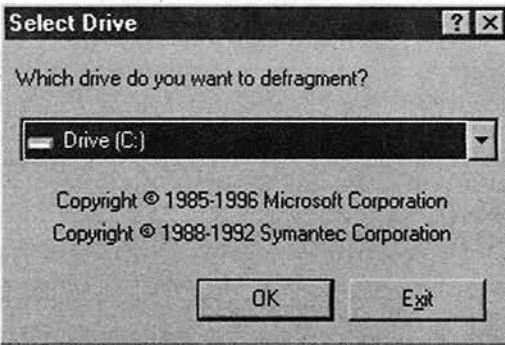 Select Drive
Which drive do you want to defragment?
Drive (C:)
Copyright © 1985-1996 Microsoft Corporation
Copyright © 1988-1992 Symantec Corporation
OK
Exit